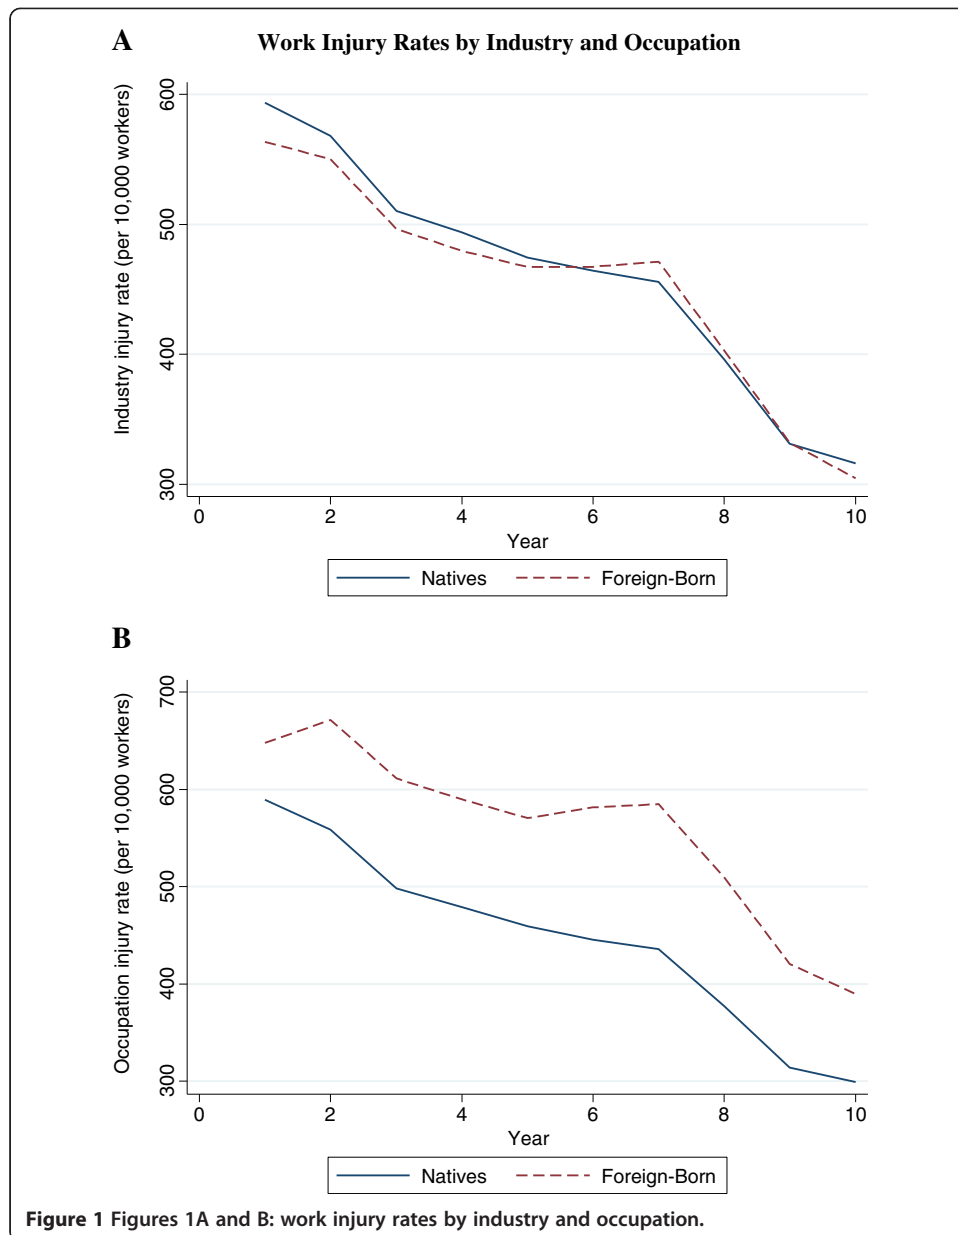 A
Work Injury Rates by Industry and Occupation
Industry injury rate (per 10,000 workers)
600
500
400
300
0 2 4 6 8 10
Year
Natives Foreign-Born
B
Occupation injury rate (per 10,000 workers)
700
600
500
400
300
0 2 4 6 8 10
Year
Natives Foreign-Born
Figure 1 Figures 1A and B: work injury rates by industry and occupation.